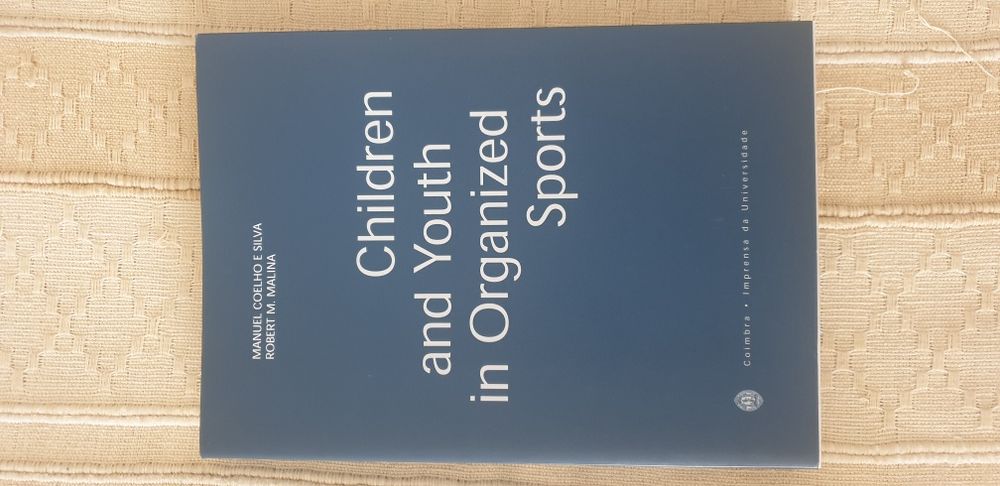 MANUEL COELHO E SILVA
ROBERT M. MALINA
Children
and Youth
in Organized
Sports
Coimbra • Imprensa da Universidade